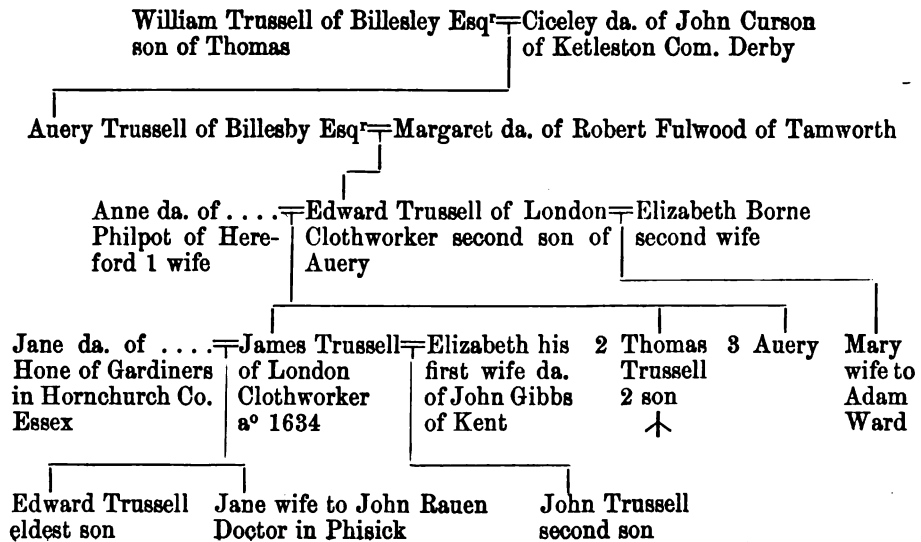 William Trussell of Billesley Esqʳ Ciceley da. of John Curson
son of Thomas of Ketleston Com. Derby
Auery Trussell of Billesby Esqʳ Margaret da. of Robert Fulwood of Tamworth
Anne da. of ....
Philpot of Here-
ford 1 wife
Edward Trussell of London
Clothworker second son of
Auery
Elizabeth Borne
second wife
Jane da. of ....
Hone of Gardiners
in Hornchurch Co.
Essex
James Trussell
of London
Clothworker
aº 1634
Elizabeth his
first wife da.
of John Gibbs
of Kent
2 Thomas
Trussell
2 son
3 Auery
Mary
wife to
Adam
Ward
Edward Trussell
eldest son
Jane wife to John Rauen
Doctor in Phisick
John Trussell
second son